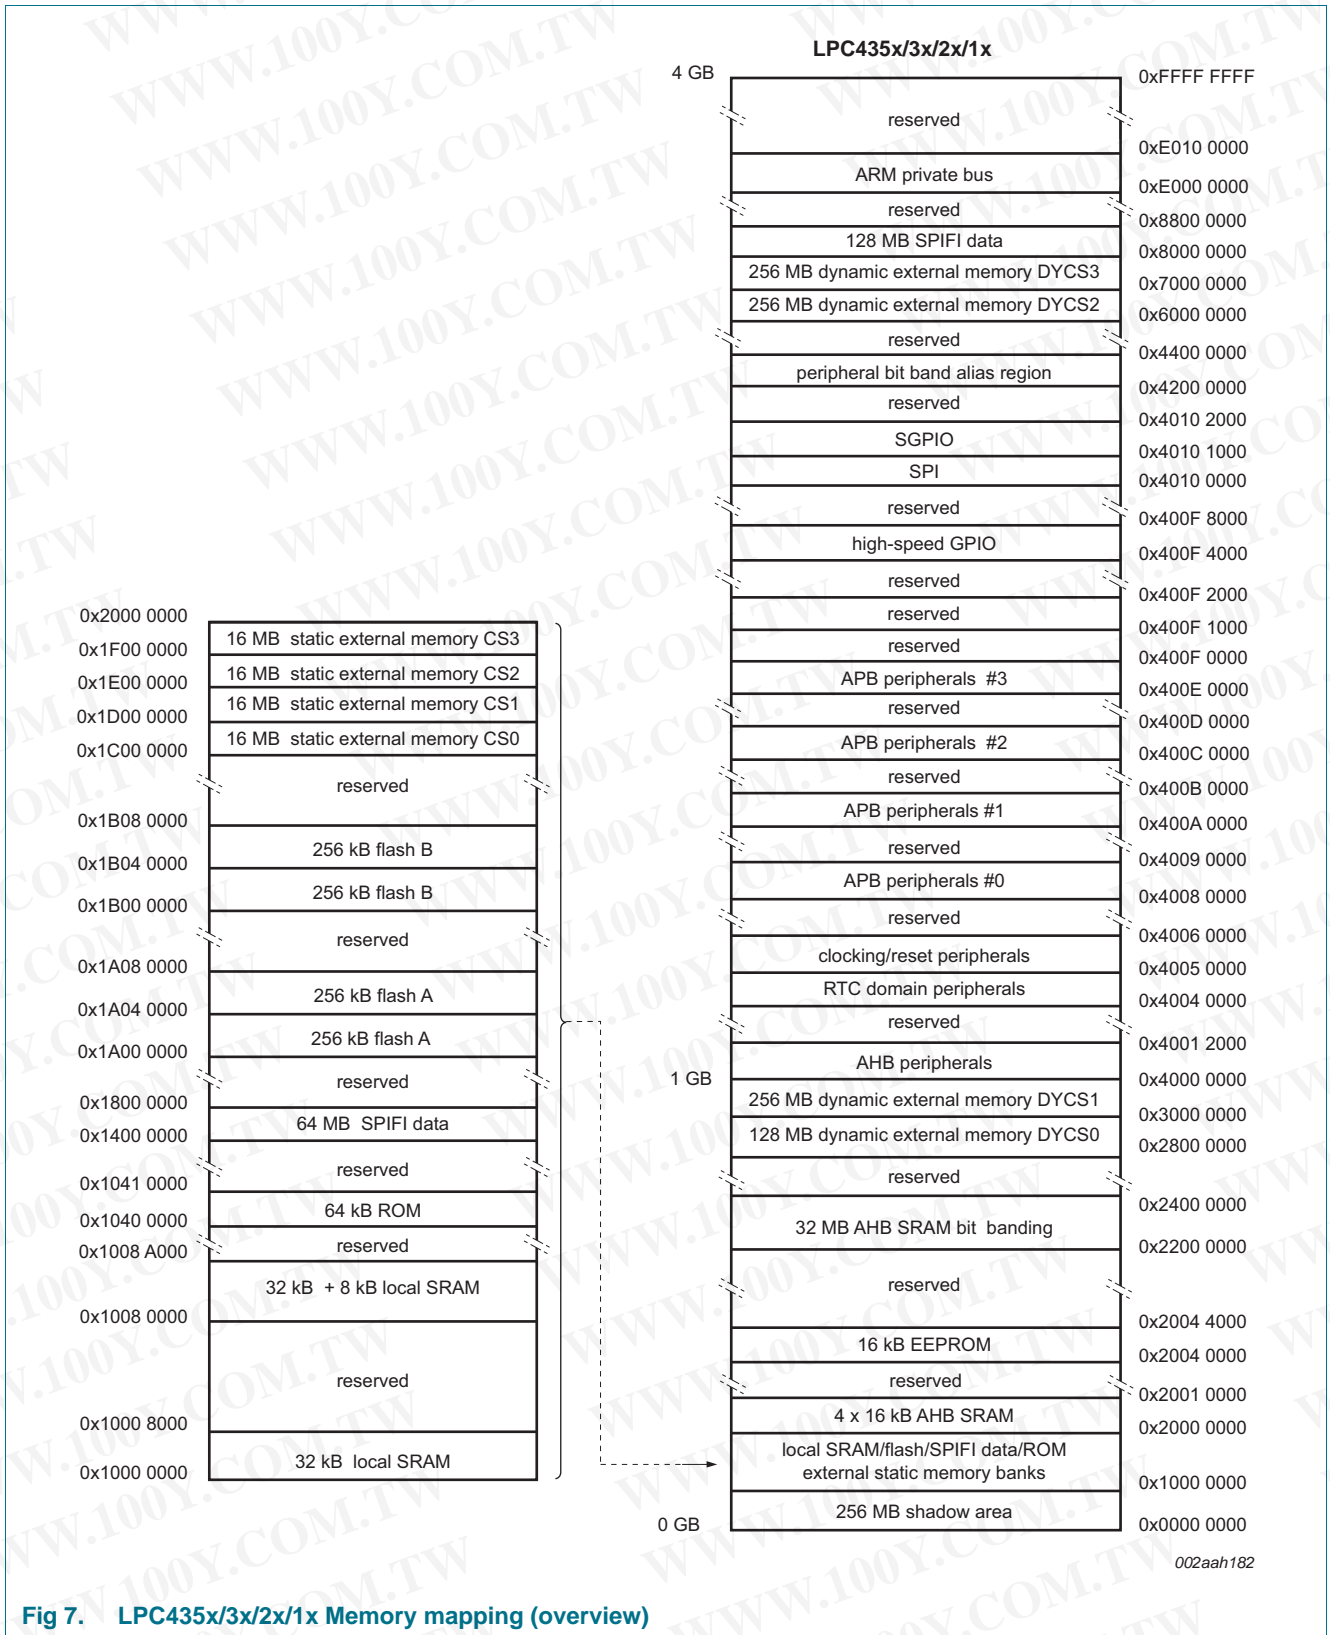 LPC435x/3x/2x/1x
4 GB
0xFFFF FFFF
reserved
0xE010 0000
ARM private bus
0xE000 0000
reserved
0x8800 0000
128 MB SPIFI data
0x8000 0000
256 MB dynamic external memory DYCS3
0x7000 0000
256 MB dynamic external memory DYCS2
0x6000 0000
reserved
0x4400 0000
peripheral bit band alias region
0x4200 0000
reserved
0x4010 2000
SGPIO
0x4010 1000
SPI
0x4010 0000
reserved
0x400F 8000
high-speed GPIO
0x400F 4000
reserved
0x400F 2000
reserved
0x400F 1000
reserved
0x400F 0000
APB peripherals #3
0x400E 0000
reserved
0x400D 0000
APB peripherals #2
0x400C 0000
reserved
0x400B 0000
APB peripherals #1
0x400A 0000
reserved
0x4009 0000
APB peripherals #0
0x4008 0000
reserved
0x4006 0000
clocking/reset peripherals
0x4005 0000
RTC domain peripherals
0x4004 0000
reserved
0x4001 2000
AHB peripherals
1 GB
0x4000 0000
256 MB dynamic external memory DYCS1
0x3000 0000
128 MB dynamic external memory DYCS0
0x2800 0000
reserved
0x2400 0000
32 MB AHB SRAM bit banding
0x2200 0000
reserved
0x2004 4000
16 kB EEPROM
0x2004 0000
reserved
0x2001 0000
4 x 16 kB AHB SRAM
0x2000 0000
local SRAM/flash/SPIFI data/ROM
external static memory banks
0x1000 0000
256 MB shadow area
0 GB
0x0000 0000
0x2000 0000
16 MB static external memory CS3
0x1F00 0000
16 MB static external memory CS2
0x1E00 0000
16 MB static external memory CS1
0x1D00 0000
16 MB static external memory CS0
0x1C00 0000
reserved
0x1B08 0000
256 kB flash B
0x1B04 0000
256 kB flash B
0x1B00 0000
reserved
0x1A08 0000
256 kB flash A
0x1A04 0000
256 kB flash A
0x1A00 0000
reserved
0x1800 0000
64 MB SPIFI data
0x1400 0000
reserved
0x1041 0000
64 kB ROM
0x1040 0000
reserved
0x1008 A000
32 kB + 8 kB local SRAM
0x1008 0000
reserved
0x1000 8000
32 kB local SRAM
0x1000 0000
002aah182
Fig 7. LPC435x/3x/2x/1x Memory mapping (overview)
WWW.100Y.COM.TW